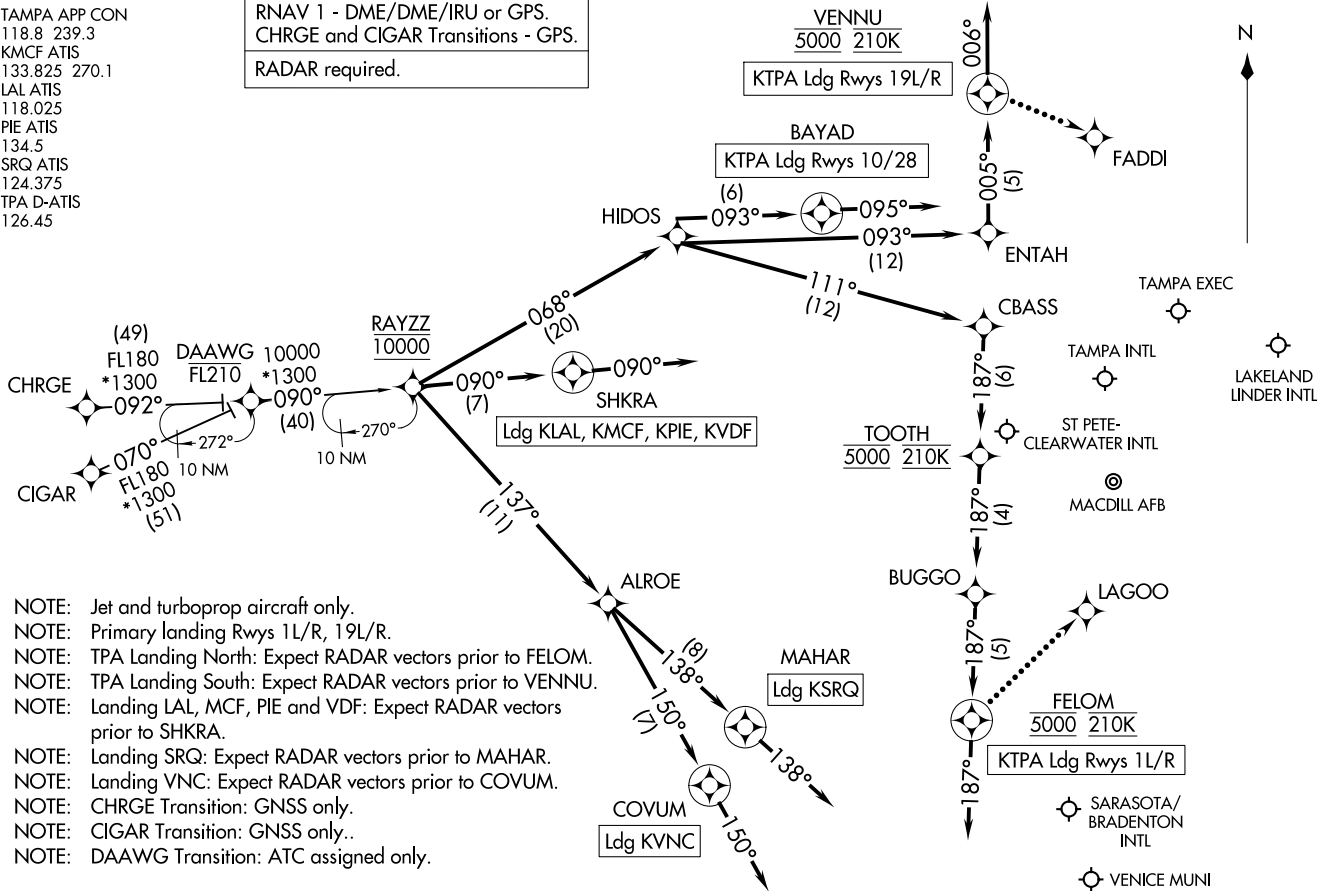 TAMPA APP CON
118.8 239.3
KMCF ATIS
133.825 270.1
LAL ATIS
118.025
PIE ATIS
134.5
SRQ ATIS
124.375
TPA D-ATIS
126.45
RNAV 1 - DME/DME/IRU or GPS.
CHRGE and CIGAR Transitions - GPS.
RADAR required.
VENNU
5000 210K
KTPA Ldg Rwys 19L/R
006°
N
FADDI
BAYAD
KTPA Ldg Rwys 10/28
005°
(5)
HIDOS
(6)
093°
095°
093°
(12)
ENTAH
111°
(12)
CBASS
TAMPA EXEC
TAMPA INTL
LAKELAND
LINDER INTL
068°
(20)
RAYZZ
10000
(49)
FL180
*1300
092°
CHRGE
DAAWG
FL210
10000
*1300
090°
(40)
272°
10 NM
270°
10 NM
CIGAR
070°
FL180
*1300
(51)
090°
(7)
090°
SHKRA
Ldg KLAL, KMCF, KPIE, KVDF
187°
(6)
TOOTH
5000 210K
ST PETE-
CLEARWATER INTL
MACDILL AFB
187°
(4)
137°
(11)
ALROE
BUGGO
LAGOO
187°
(5)
138°
(8)
MAHAR
Ldg KSRQ
138°
150°
(7)
COVUM
Ldg KVNC
150°
FELOM
5000 210K
KTPA Ldg Rwys 1L/R
187°
SARASOTA/
BRADENTON
INTL
VENICE MUNI
NOTE: Jet and turboprop aircraft only.
NOTE: Primary landing Rwys 1L/R, 19L/R.
NOTE: TPA Landing North: Expect RADAR vectors prior to FELOM.
NOTE: TPA Landing South: Expect RADAR vectors prior to VENNU.
NOTE: Landing LAL, MCF, PIE and VDF: Expect RADAR vectors
prior to SHKRA.
NOTE: Landing SRQ: Expect RADAR vectors prior to MAHAR.
NOTE: Landing VNC: Expect RADAR vectors prior to COVUM.
NOTE: CHRGE Transition: GNSS only.
NOTE: CIGAR Transition: GNSS only..
NOTE: DAAWG Transition: ATC assigned only.